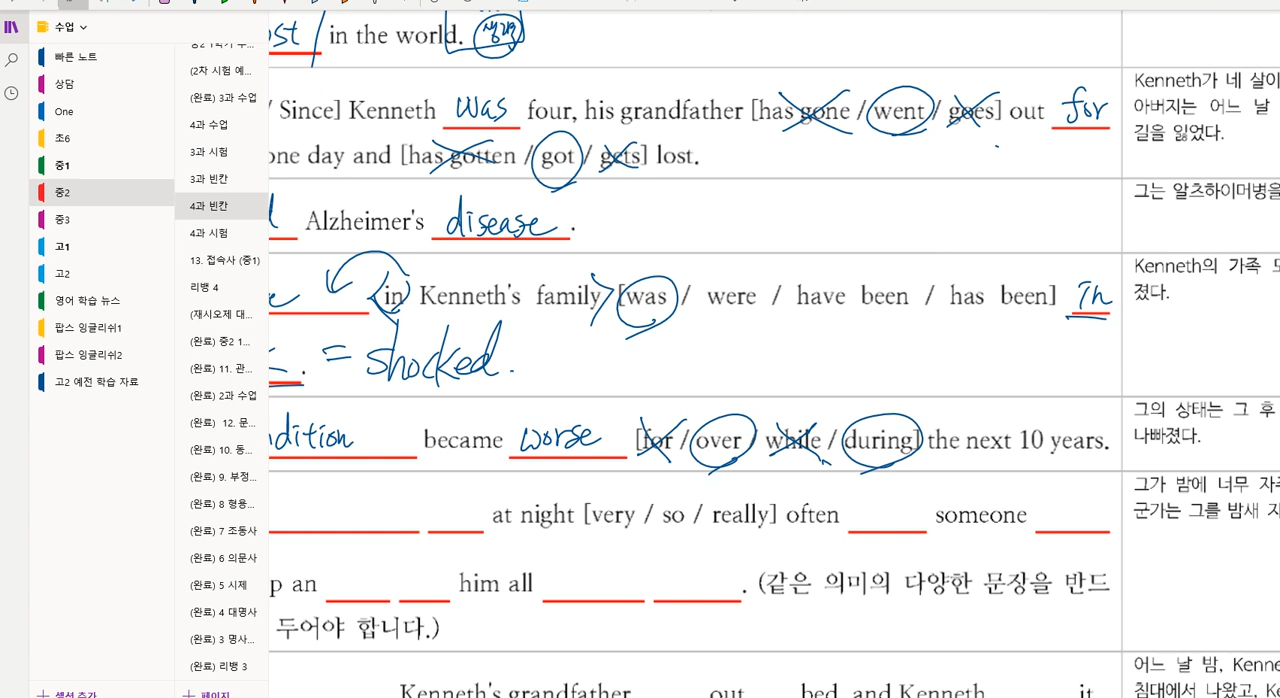 수업
빠른 노트
상담
One
초6
중1
중2
중3
고1
고2
영어 학습 뉴스
팝스 잉글리쉬1
팝스 잉글리쉬2
고2 예전 학습 자료
(2차 시험 예...
(완료) 3과 수업
4과 수업
3과 시험
3과 빈칸
4과 빈칸
4과 시험
13. 접속사 (중1)
리뱅 4
(재시오제 대...
(완료) 중2 1...
(완료) 11. 관...
(완료) 2과 수업
(완료) 12. 문...
(완료) 10. 동...
(완료) 9. 부정...
(완료) 8 형용...
(완료) 7 조동사
(완료) 6 의문사
(완료) 5 시제
(완료) 4 대명사
(완료) 3 명사...
(완료) 리뱅 3
섹션 추가
페이지
ost / in the world. 생략
/ Since] Kenneth was four, his grandfather [has gone / went / goes] out for
one day and [has gotten / got / gets] lost.
Alzheimer's disease.
in Kenneth's family [was / were / have been / has been] in
. = shocked.
ndition became worse [for / over / while / during] the next 10 years.
at night [very / so / really] often someone
p an him all . (같은 의미의 다양한 문장을 반드
두어야 합니다.)
Kenneth's grandfather out bed, and Kenneth it
Kenneth가 네 살이
아버지는 어느 날
길을 잃었다.
그는 알츠하이머병을
Kenneth의 가족 모
졌다.
그의 상태는 그 후
나빠졌다.
그가 밤에 너무 자주
군가는 그를 밤새 지
어느 날 밤, Kenne
침대에서 나왔고, Ke